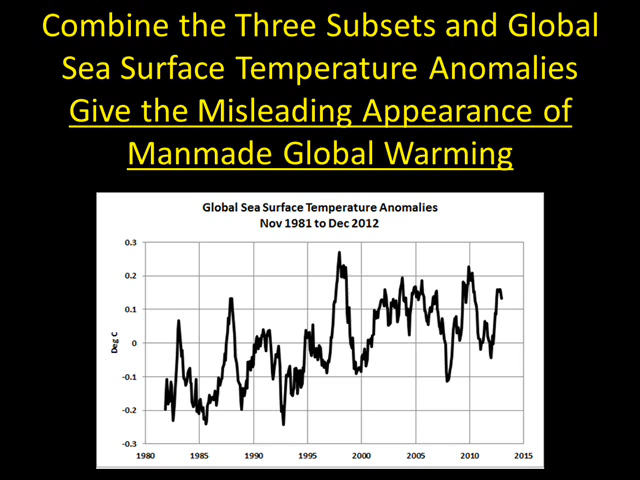 Combine the Three Subsets and Global
Sea Surface Temperature Anomalies
Give the Misleading Appearance of
Manmade Global Warming
Global Sea Surface Temperature Anomalies
Nov 1981 to Dec 2012
0.3
0.2
0.1
0
-0.1
-0.2
-0.3
Deg C
1980 1985 1990 1995 2000 2005 2010 2015